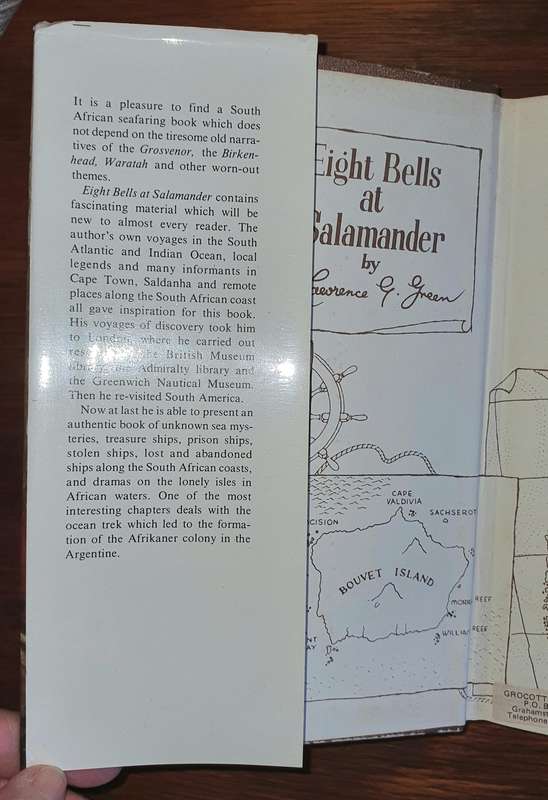 It is a pleasure to find a South
African seafaring book which does
not depend on the tiresome old narra-
tives of the Grosvenor, the Birken-
head, Waratah and other worn-out
themes.
Eight Bells at Salamander contains
fascinating material which will be
new to almost every reader. The
author's own voyages in the South
Atlantic and Indian Ocean, local
legends and many informants in
Cape Town, Saldanha and remote
places along the South African coast
all gave inspiration for this book.
His voyages of discovery took him
to London, where he carried out
the British Museum
library, the Admiralty library and
the Greenwich Nautical Museum.
Then he re-visited South America.
Now at last he is able to present an
authentic book of unknown sea mys-
teries, treasure ships, prison ships,
stolen ships, lost and abandoned
ships along the South African coasts,
and dramas on the lonely isles in
African waters. One of the most
interesting chapters deals with the
ocean trek which led to the forma-
tion of the Afrikaner colony in the
Argentine.
Eight Bells
at
Salamander
by
Lawrence G. Green
CAPE
VALDIVIA
SACHSEROT
CISION
BOUVET ISLAND
REEF
REEF
GROCOTT
P.O. B
Grahams
Telephone